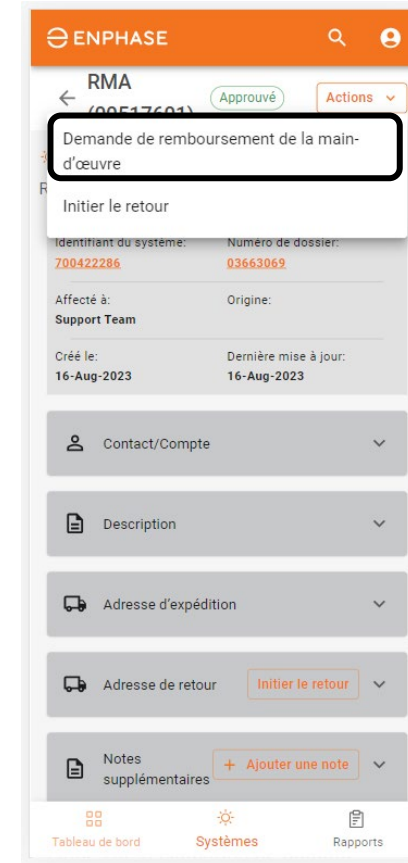 ENPHASE
RMA
Approuvé
Actions
Demande de remboursement de la main-
d'œuvre
Initier le retour
Identifiant du système:
Numéro de dossier:
700422286
03663069
Affecté à:
Origine:
Support Team
Créé le:
Dernière mise à jour:
16-Aug-2023
16-Aug-2023
Contact/Compte
Description
Adresse d'expédition
Adresse de retour
Initier le retour
Notes
supplémentaires
+ Ajouter une note
Tableau de bord
Systèmes
Rapports